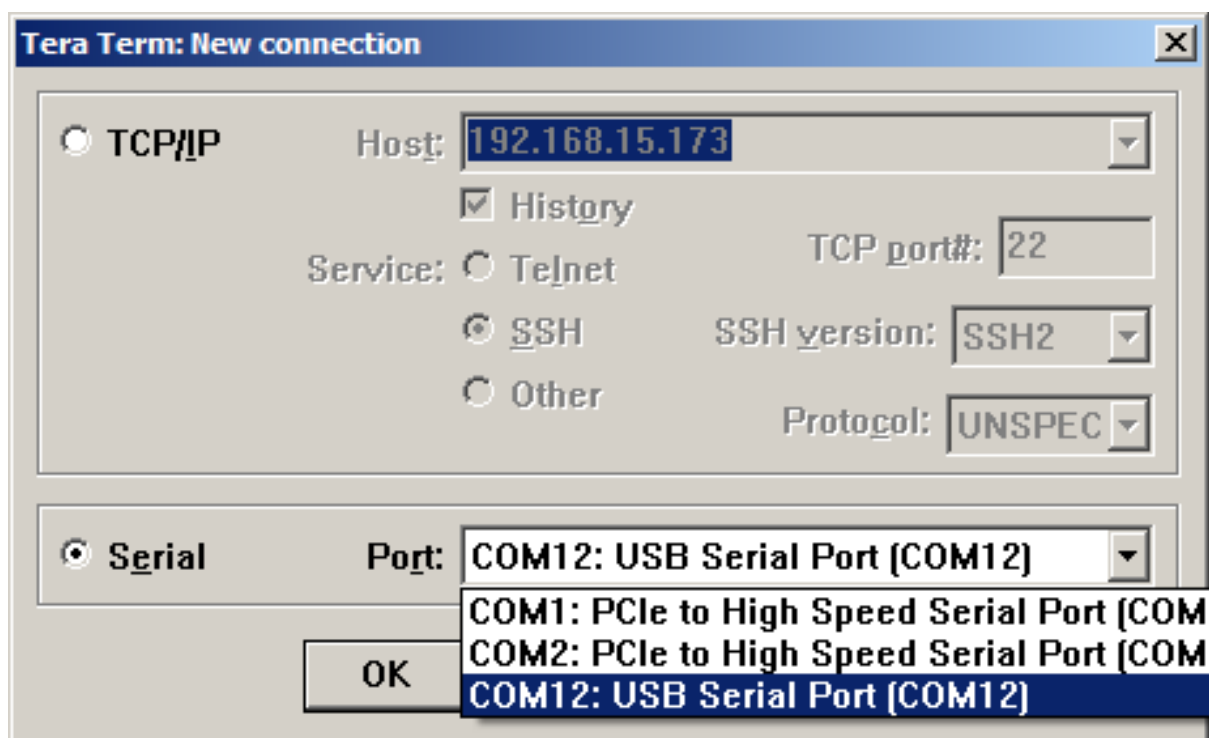 Tera Term: New connection
TCP/IP Host: 192.168.15.173
History
TCP port#: 22
Service: Telnet
SSH SSH version: SSH2
Other
Protocol: UNSPEC
Serial Port: COM12: USB Serial Port (COM12)
COM1: PCIe to High Speed Serial Port (COM
COM2: PCIe to High Speed Serial Port (COM
COM12: USB Serial Port (COM12)
OK